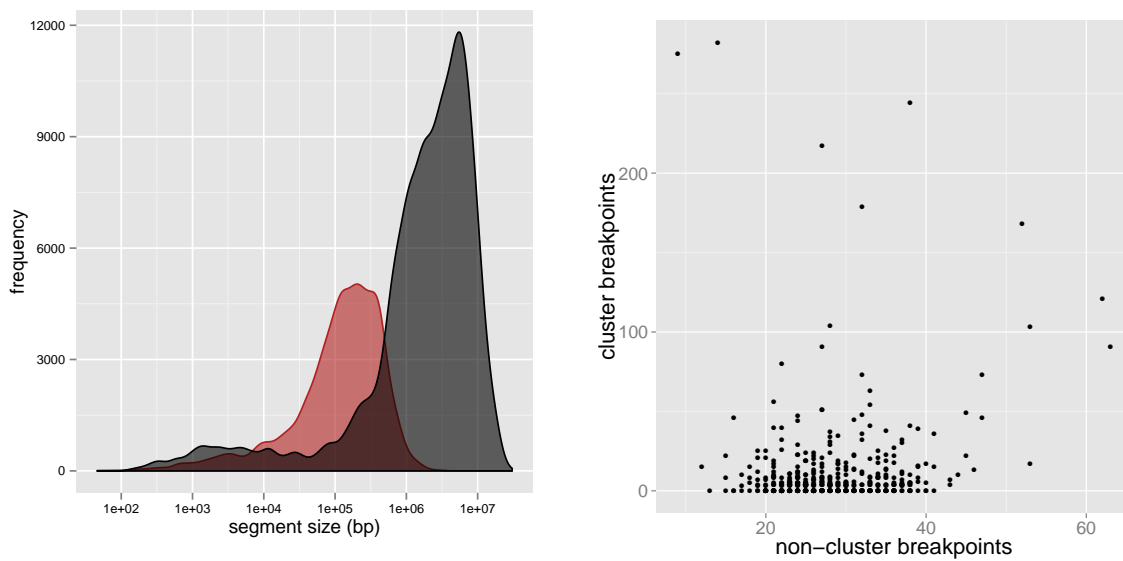 12000
9000
6000
3000
0
frequency
1e+02 1e+03 1e+04 1e+05 1e+06 1e+07
segment size (bp)
200
100
0
cluster breakpoints
20 40 60
non−cluster breakpoints